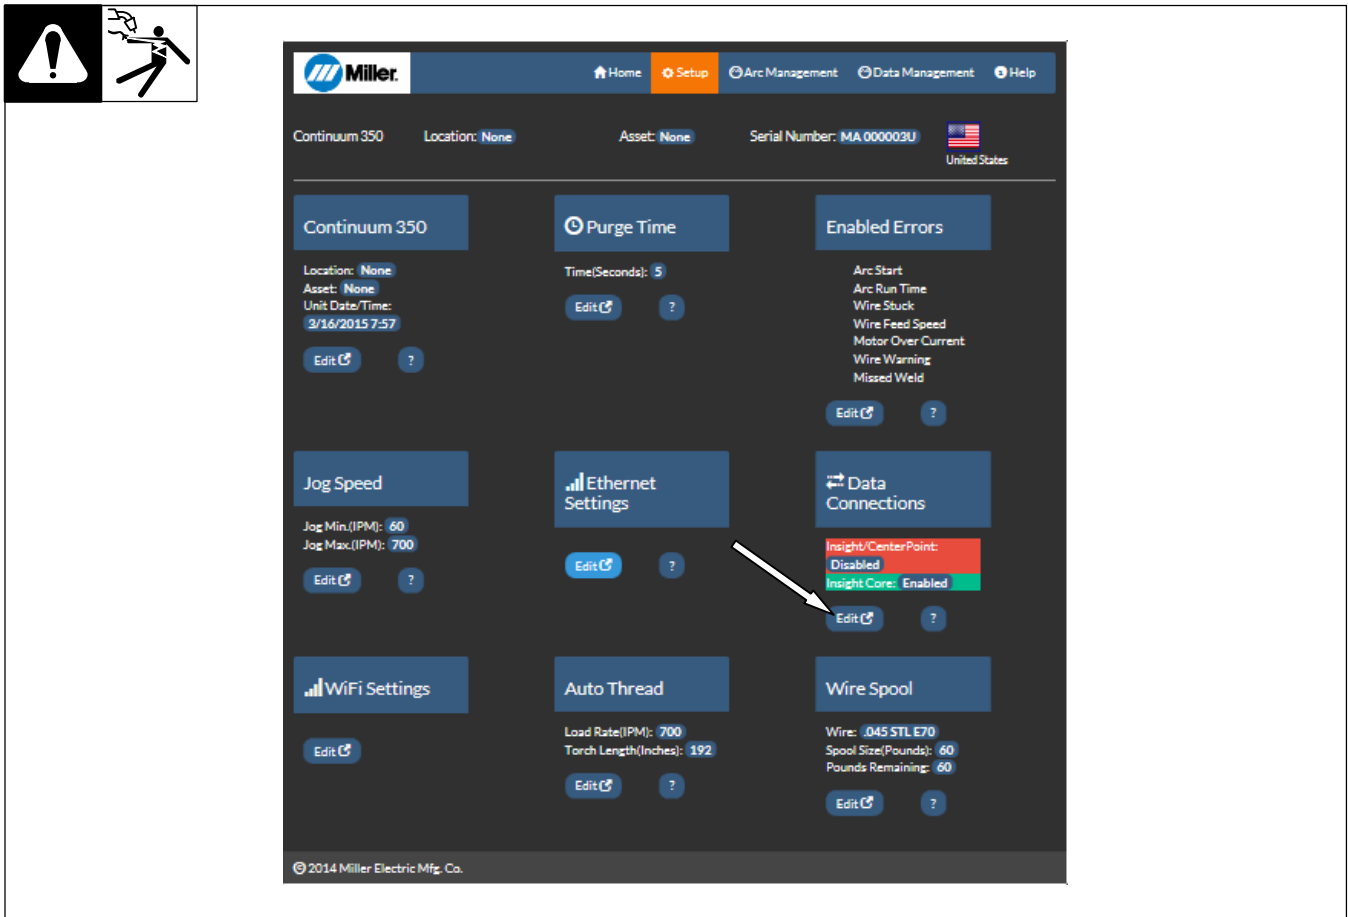 Miller.
Home Setup Arc Management Data Management Help
Continuum 350 Location: None Asset: None Serial Number: MA 000003U
United States
Continuum 350
Location: None
Asset: None
Unit Date/Time:
3/16/2015 7:57
Edit ?
Purge Time
Time(Seconds): 5
Edit ?
Enabled Errors
Arc Start
Arc Run Time
Wire Stuck
Wire Feed Speed
Motor Over Current
Wire Warning
Missed Weld
Edit ?
Jog Speed
Jog Min.(IPM): 60
Jog Max.(IPM): 700
Edit ?
Ethernet
Settings
Edit ?
Data
Connections
Insight/CenterPoint:
Disabled
Insight Core: Enabled
Edit ?
WiFi Settings
Edit
Auto Thread
Load Rate(IPM): 700
Torch Length(Inches): 192
Edit ?
Wire Spool
Wire: .045 STL E70
Spool Size(Pounds): 60
Pounds Remaining: 60
Edit ?
© 2014 Miller Electric Mfg. Co.